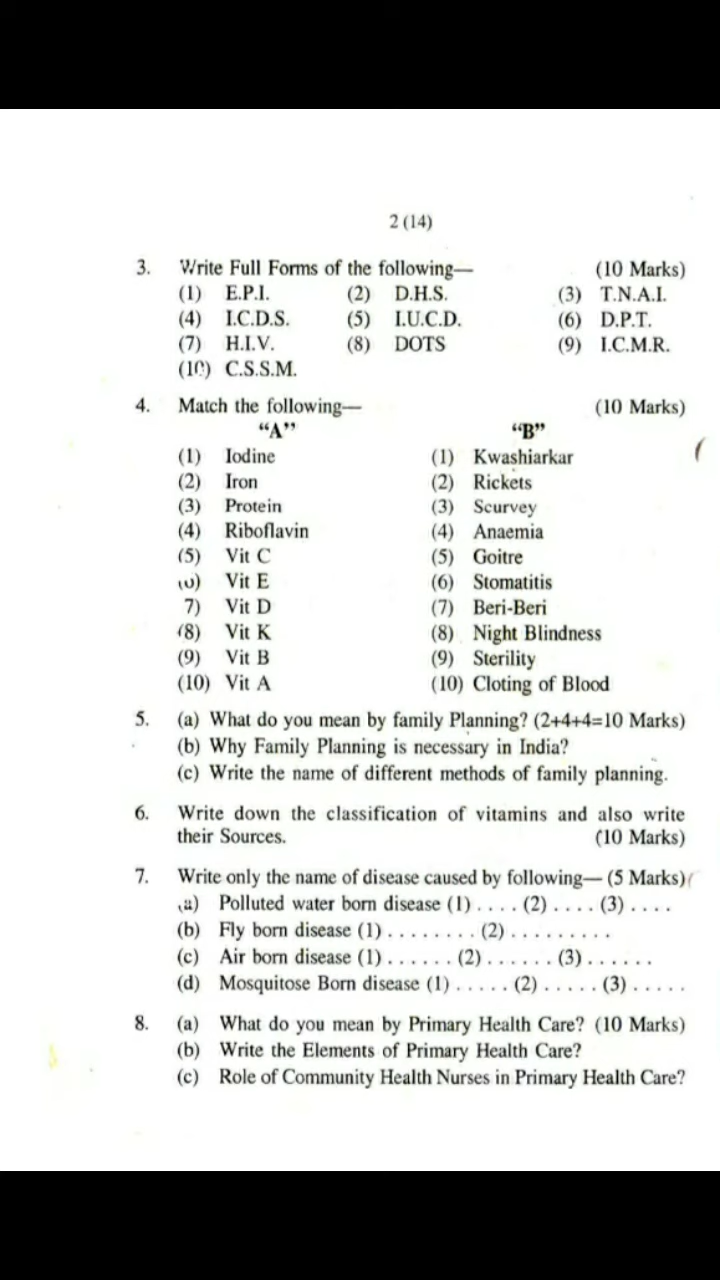 2 (14)
3. Write Full Forms of the following— (10 Marks)
(1) E.P.I. (2) D.H.S. (3) T.N.A.I.
(4) I.C.D.S. (5) I.U.C.D. (6) D.P.T.
(7) H.I.V. (8) DOTS (9) I.C.M.R.
(10) C.S.S.M.
4. Match the following— (10 Marks)
“A” “B”
(1) Iodine (1) Kwashiarkar
(2) Iron (2) Rickets
(3) Protein (3) Scurvey
(4) Riboflavin (4) Anaemia
(5) Vit C (5) Goitre
(6) Vit E (6) Stomatitis
7) Vit D (7) Beri-Beri
(8) Vit K (8) Night Blindness
(9) Vit B (9) Sterility
(10) Vit A (10) Cloting of Blood
5. (a) What do you mean by family Planning? (2+4+4=10 Marks)
(b) Why Family Planning is necessary in India?
(c) Write the name of different methods of family planning.
6. Write down the classification of vitamins and also write
their Sources. (10 Marks)
7. Write only the name of disease caused by following— (5 Marks)
(a) Polluted water born disease (1) . . . . (2) . . . . (3) . . . .
(b) Fly born disease (1) . . . . . . . . (2) . . . . . . . . .
(c) Air born disease (1) . . . . . . (2) . . . . . . (3) . . . . . .
(d) Mosquitose Born disease (1) . . . . . (2) . . . . . (3) . . . . .
8. (a) What do you mean by Primary Health Care? (10 Marks)
(b) Write the Elements of Primary Health Care?
(c) Role of Community Health Nurses in Primary Health Care?